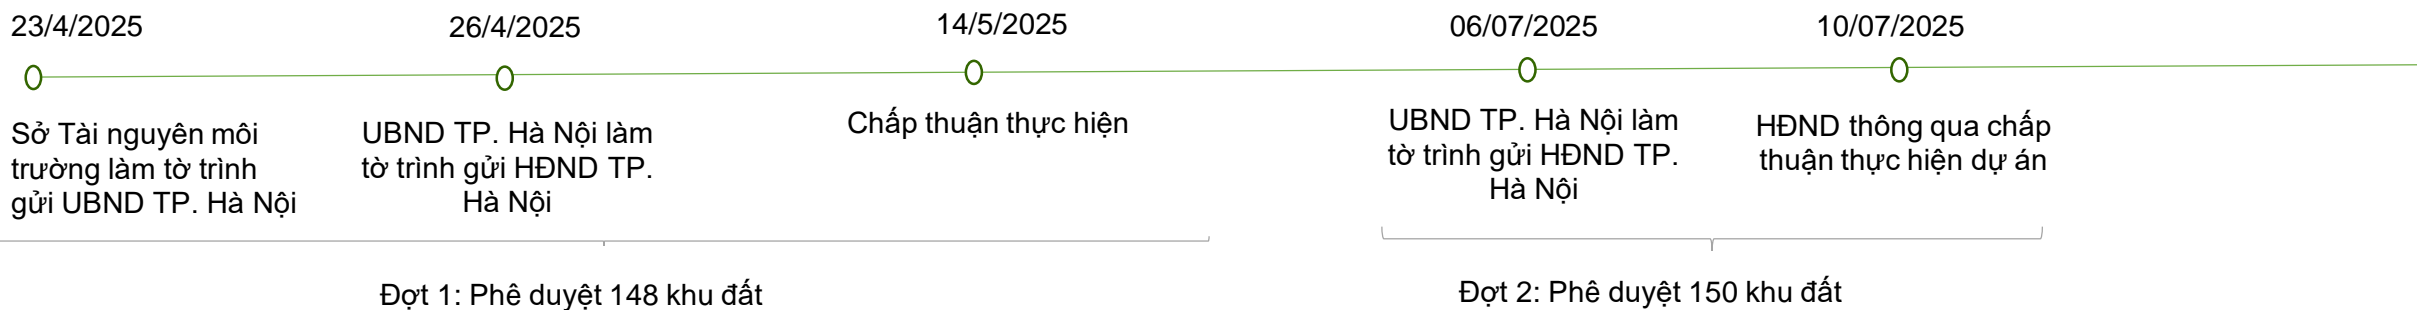 23/4/2025
26/4/2025
14/5/2025
06/07/2025
10/07/2025
Sở Tài nguyên môi
trường làm tờ trình
gửi UBND TP. Hà Nội
UBND TP. Hà Nội làm
tờ trình gửi HĐND TP.
Hà Nội
Chấp thuận thực hiện
UBND TP. Hà Nội làm
tờ trình gửi HĐND TP.
Hà Nội
HĐND thông qua chấp
thuận thực hiện dự án
Đợt 1: Phê duyệt 148 khu đất
Đợt 2: Phê duyệt 150 khu đất